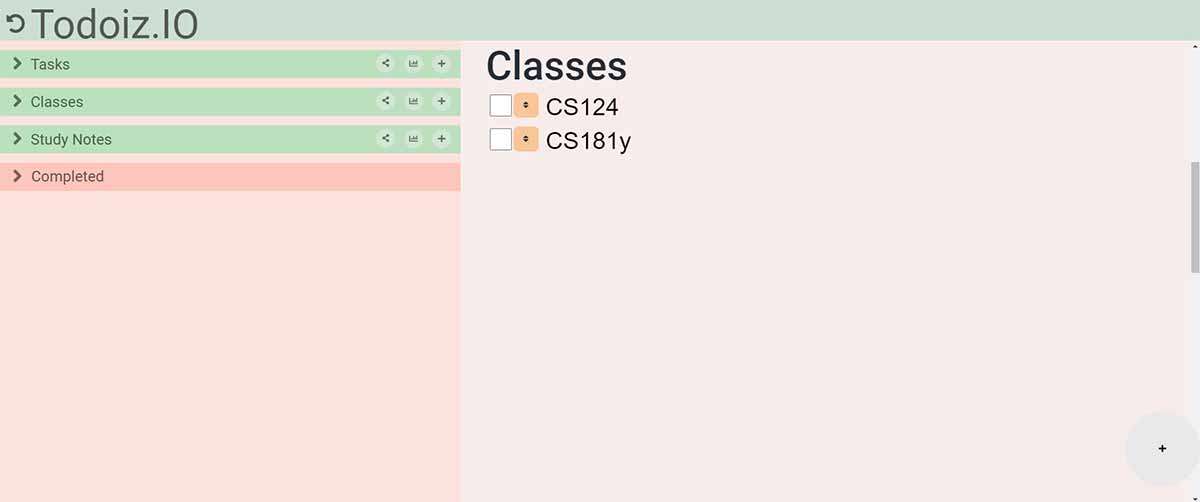 Todoiz.IO
Tasks
Classes
Study Notes
Completed
Classes
CS124
CS181y